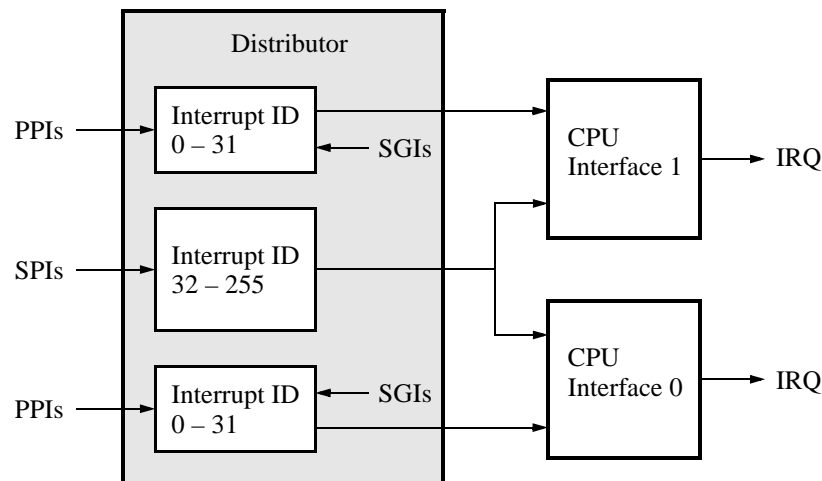 Distributor
PPIs
Interrupt ID
0 – 31
SGIs
CPU
Interface 1
IRQ
SPIs
Interrupt ID
32 – 255
CPU
Interface 0
IRQ
PPIs
Interrupt ID
0 – 31
SGIs